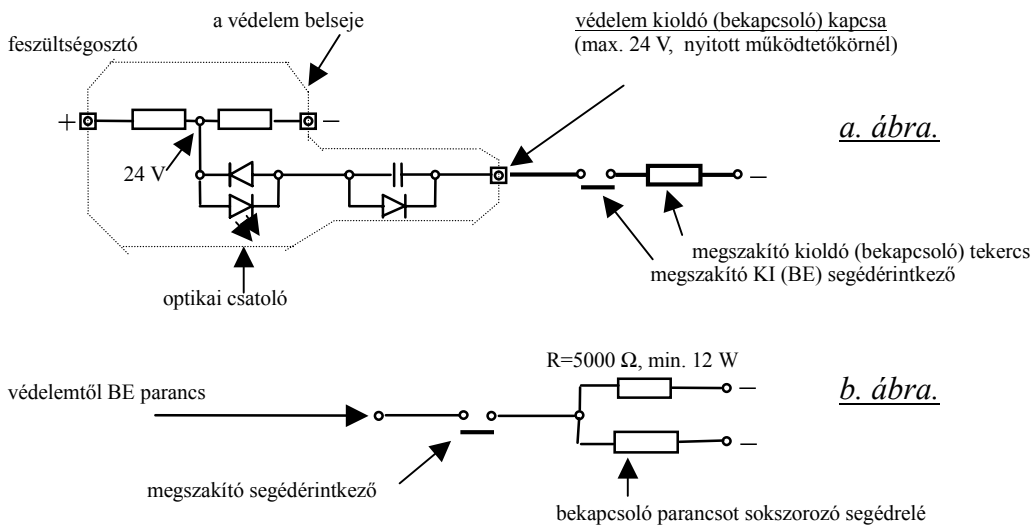 a védelem belseje
feszültségosztó
védelem kioldó (bekapcsoló) kapcsa
(max. 24 V, nyitott működtetőkörnél)
+
−
a. ábra.
24 V
−
megszakító kioldó (bekapcsoló) tekercs
megszakító KI (BE) segédérintkező
optikai csatoló
R=5000 Ω, min. 12 W
védelemtől BE parancs
−
b. ábra.
−
megszakító segédérintkező
bekapcsoló parancsot sokszorozó segédrelé